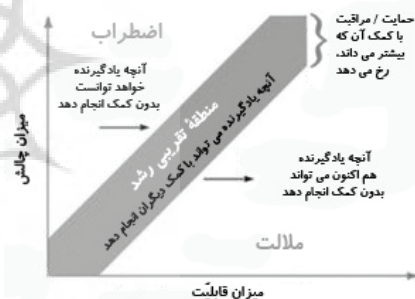 اضطراب
حمایت / مراقبت
با کمک آن که
بیشتر می داند،
رخ می دهد
آنچه یادگیرنده
خواهد توانست
بدون کمک انجام دهد
منطقهٔ تقریبی رشد
آنچه یادگیرنده می تواند با کمک دیگران انجام دهد
آنچه یادگیرنده
هم اکنون می تواند
بدون کمک انجام دهد
ملالت
میزان چالش
میزان قابلیّت